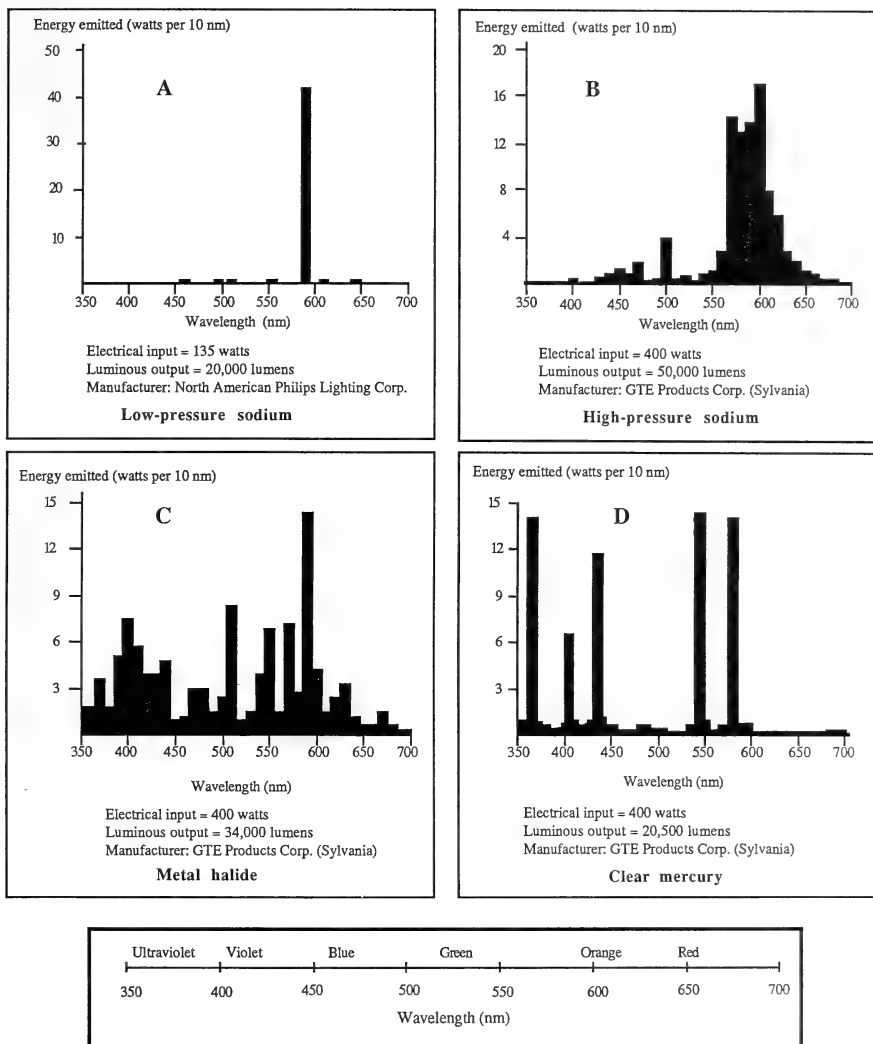 Energy emitted (watts per 10 nm)
50
40
30
20
10
A
350 400 450 500 550 600 650 700
Wavelength (nm)
Electrical input = 135 watts
Luminous output = 20,000 lumens
Manufacturer: North American Philips Lighting Corp.
Low-pressure sodium
Energy emitted (watts per 10 nm)
20
16
12
8
4
B
350 400 450 500 550 600 650 700
Wavelength (nm)
Electrical input = 400 watts
Luminous output = 50,000 lumens
Manufacturer: GTE Products Corp. (Sylvania)
High-pressure sodium
Energy emitted (watts per 10 nm)
15
12
9
6
3
C
350 400 450 500 550 600 650 700
Wavelength (nm)
Electrical input = 400 watts
Luminous output = 34,000 lumens
Manufacturer: GTE Products Corp. (Sylvania)
Metal halide
Energy emitted (watts per 10 nm)
15
12
9
6
3
D
350 400 450 500 550 600 650 700
Wavelength (nm)
Electrical input = 400 watts
Luminous output = 20,500 lumens
Manufacturer: GTE Products Corp. (Sylvania)
Clear mercury
Ultraviolet Violet Blue Green Orange Red
350 400 450 500 550 600 650 700
Wavelength (nm)